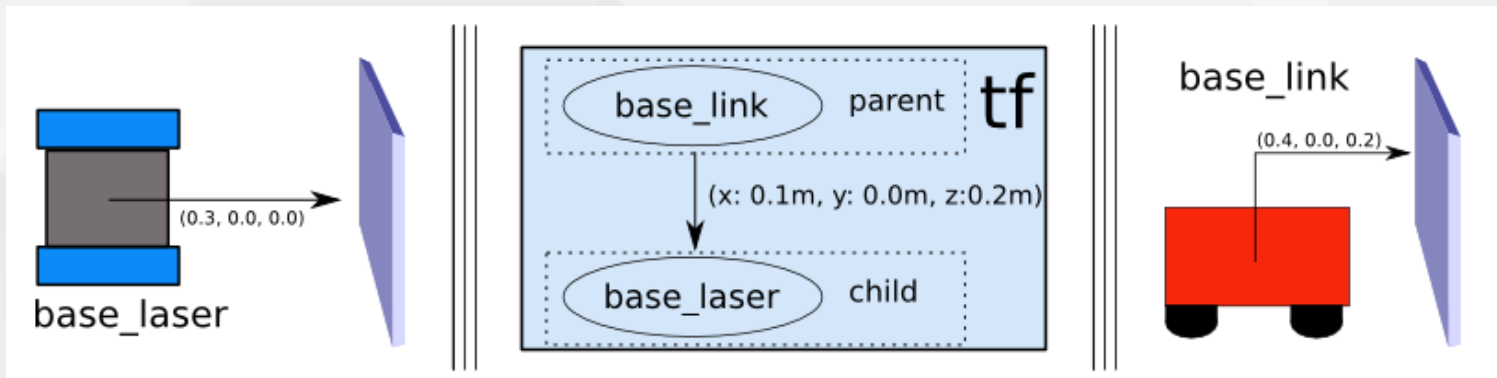 (0.3, 0.0, 0.0)
base_laser
base_link parent tf
(x: 0.1m, y: 0.0m, z:0.2m)
base_laser child
base_link
(0.4, 0.0, 0.2)